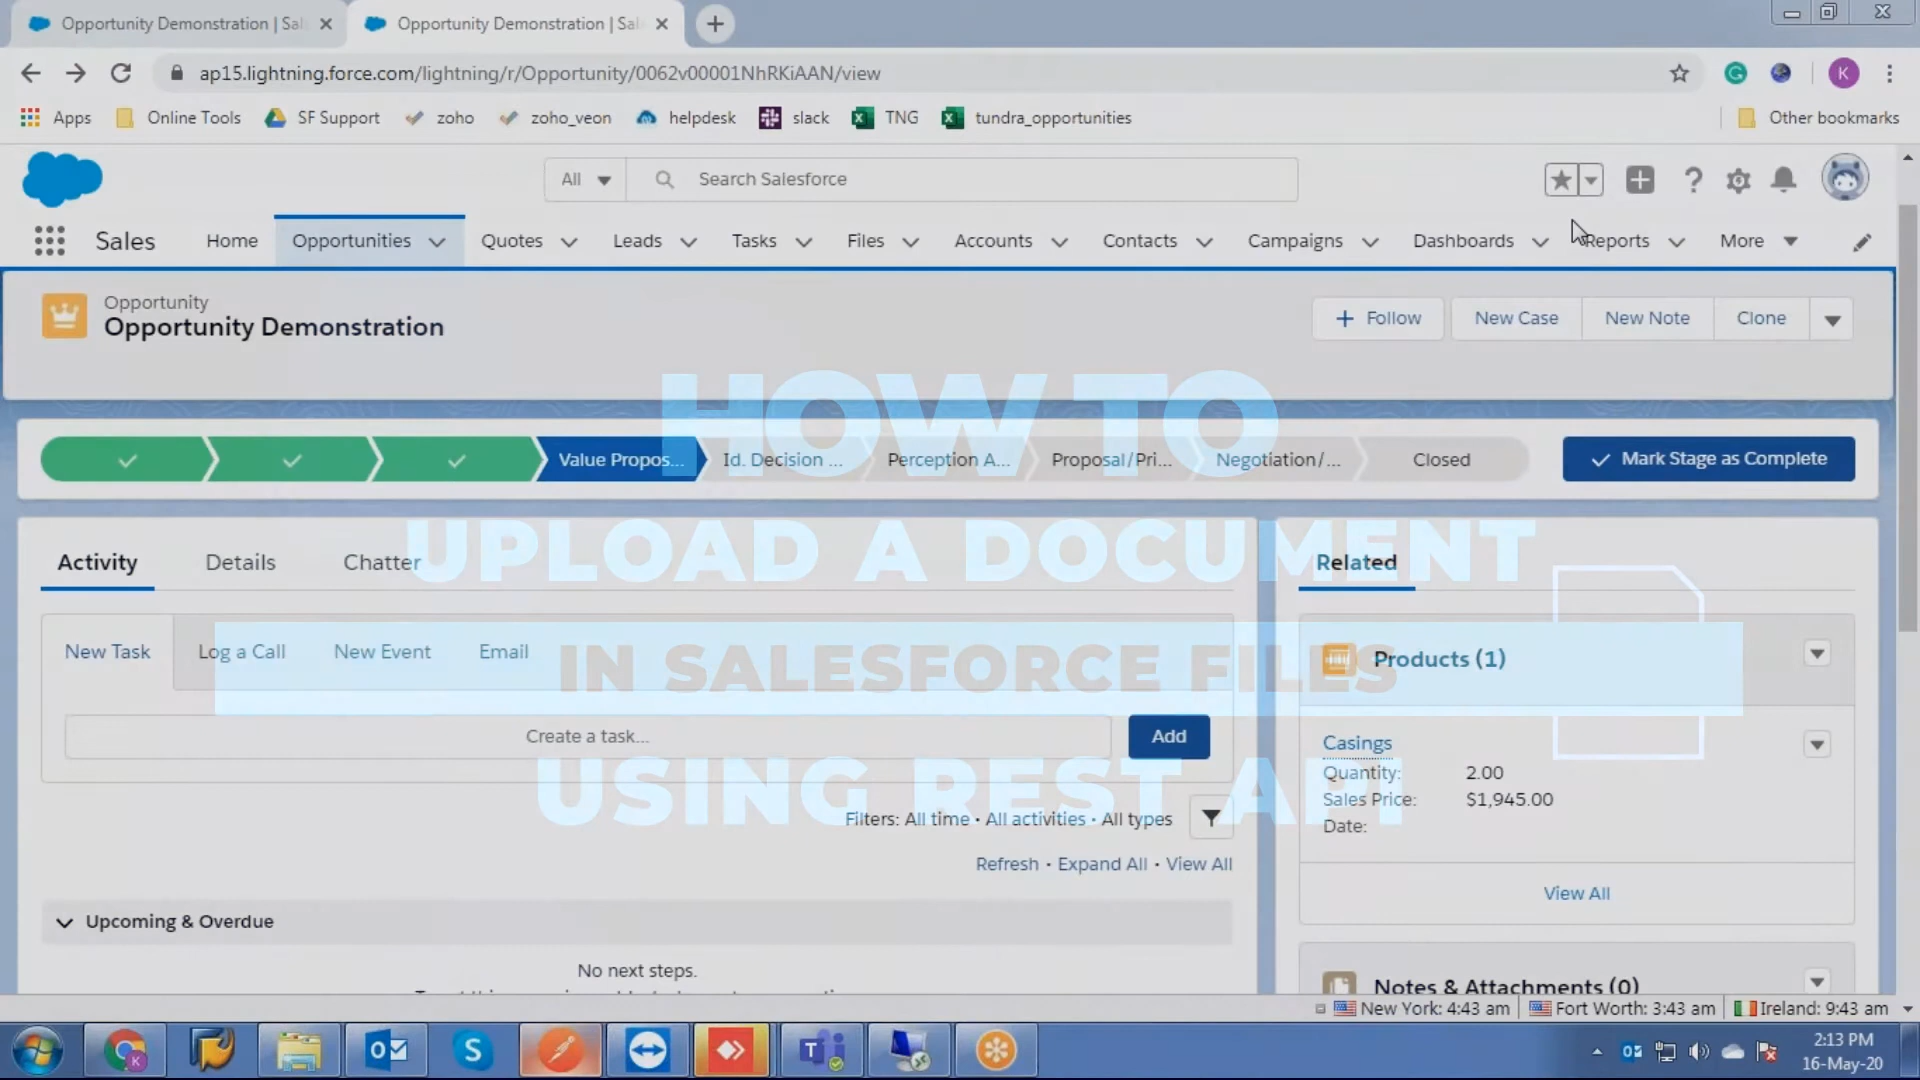 Opportunity Demonstration | Sal
Opportunity Demonstration | Sal
ap15.lightning.force.com/lightning/r/Opportunity/0062v00001NhRKiAAN/view
K
Apps
Online Tools
SF Support
zoho
zoho_veon
helpdesk
slack
TNG
tundra_opportunities
Other bookmarks
All
Search Salesforce
Sales
Home
Opportunities
Quotes
Leads
Tasks
Files
Accounts
Contacts
Campaigns
Dashboards
Reports
More
Opportunity
Opportunity Demonstration
Follow
New Case
New Note
Clone
HOW TO
Value Propos...
Id. Decision ...
Perception A...
Proposal/Pri...
Negotiation/...
Closed
Mark Stage as Complete
UPLOAD A DOCUMENT
Activity
Details
Chatter
Related
New Task
Log a Call
New Event
Email
IN SALESFORCE FILES
Products (1)
Create a task...
Add
Casings
Quantity: 2.00
Sales Price: $1,945.00
Date:
USING REST API
Filters: All time • All activities • All types
Refresh • Expand All • View All
View All
Upcoming & Overdue
No next steps.
Notes & Attachments (0)
New York: 4:43 am
Fort Worth: 3:43 am
Ireland: 9:43 am
2:13 PM
16-May-20